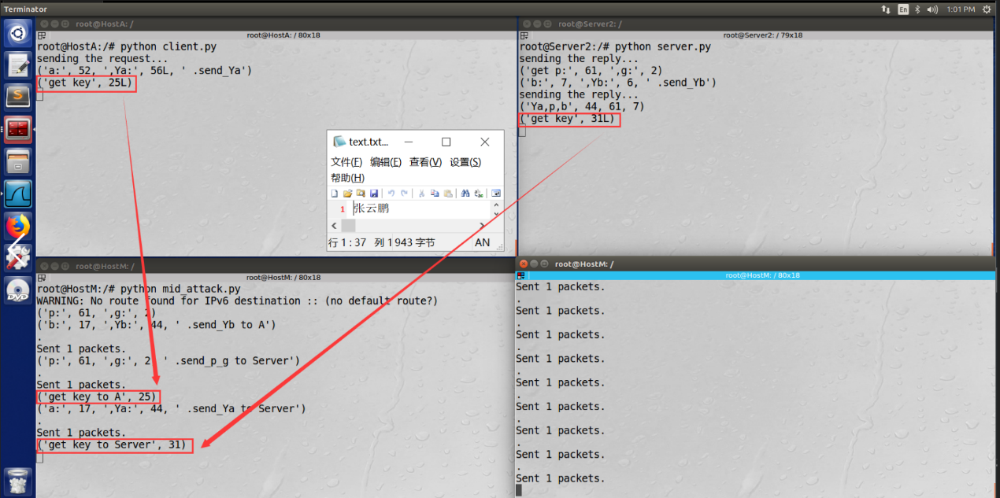 Terminator
En
1:01 PM
root@HostA: /
root@HostA: / 80x18
root@HostA:/# python client.py
sending the request...
('a:', 52, ',Ya:', 56L, ' .send_Ya')
('get key', 25L)
root@Server2: /
root@Server2: / 79x18
root@Server2:/# python server.py
sending the reply...
('get p:', 61, ',g:', 2)
('b:', 7, ',Yb:', 6, ' .send_Yb')
sending the reply...
('Ya,p,b', 44, 61, 7)
('get key', 31L)
text.txt...
文件(F) 编辑(E) 查看(V) 设置(S)
帮助(H)
1 张云鹏
行 1 : 37 列 1 943 字节 AN
root@HostM: /
root@HostM: / 80x18
root@HostM:/# python mid_attack.py
WARNING: No route found for IPv6 destination :: (no default route?)
('p:', 61, ',g:', 2)
('b:', 17, ',Yb:', 44, ' .send_Yb to A')
.
Sent 1 packets.
('p:', 61, ',g:', 2, ' .send_p_g to Server')
.
Sent 1 packets.
('get key to A', 25)
('a:', 17, ',Ya:', 44, ' .send_Ya to Server')
.
Sent 1 packets.
('get key to Server', 31)
root@HostM: /
root@HostM: / 80x18
Sent 1 packets.
.
Sent 1 packets.
.
Sent 1 packets.
.
Sent 1 packets.
.
Sent 1 packets.
.
Sent 1 packets.
.
Sent 1 packets.
.
Sent 1 packets.
.
Sent 1 packets.
DVD